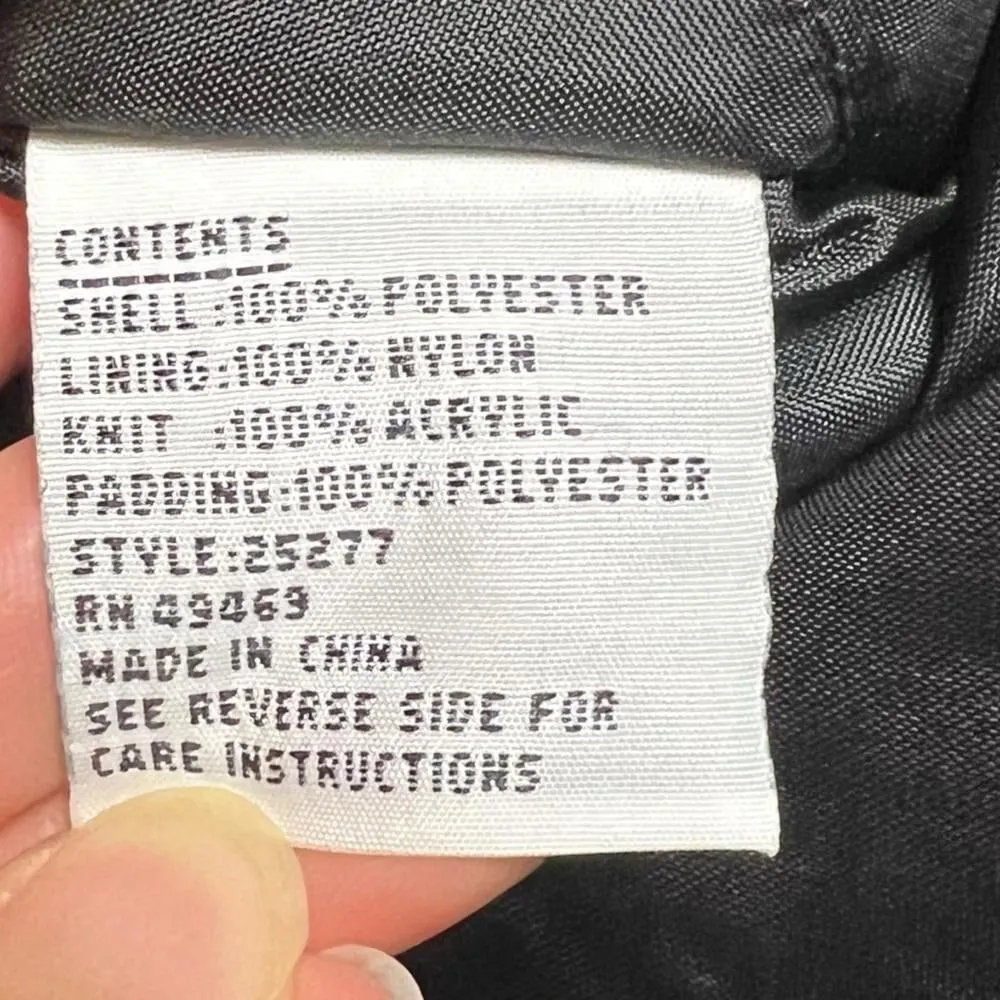 CONTENTS
SHELL:100% POLYESTER
LINING:100% NYLON
KNIT :100% ACRYLIC
PADDING:100% POLYESTER
STYLE:25277
RN 49469
MADE IN CHINA
SEE REVERSE SIDE FOR
CARE INSTRUCTIONS